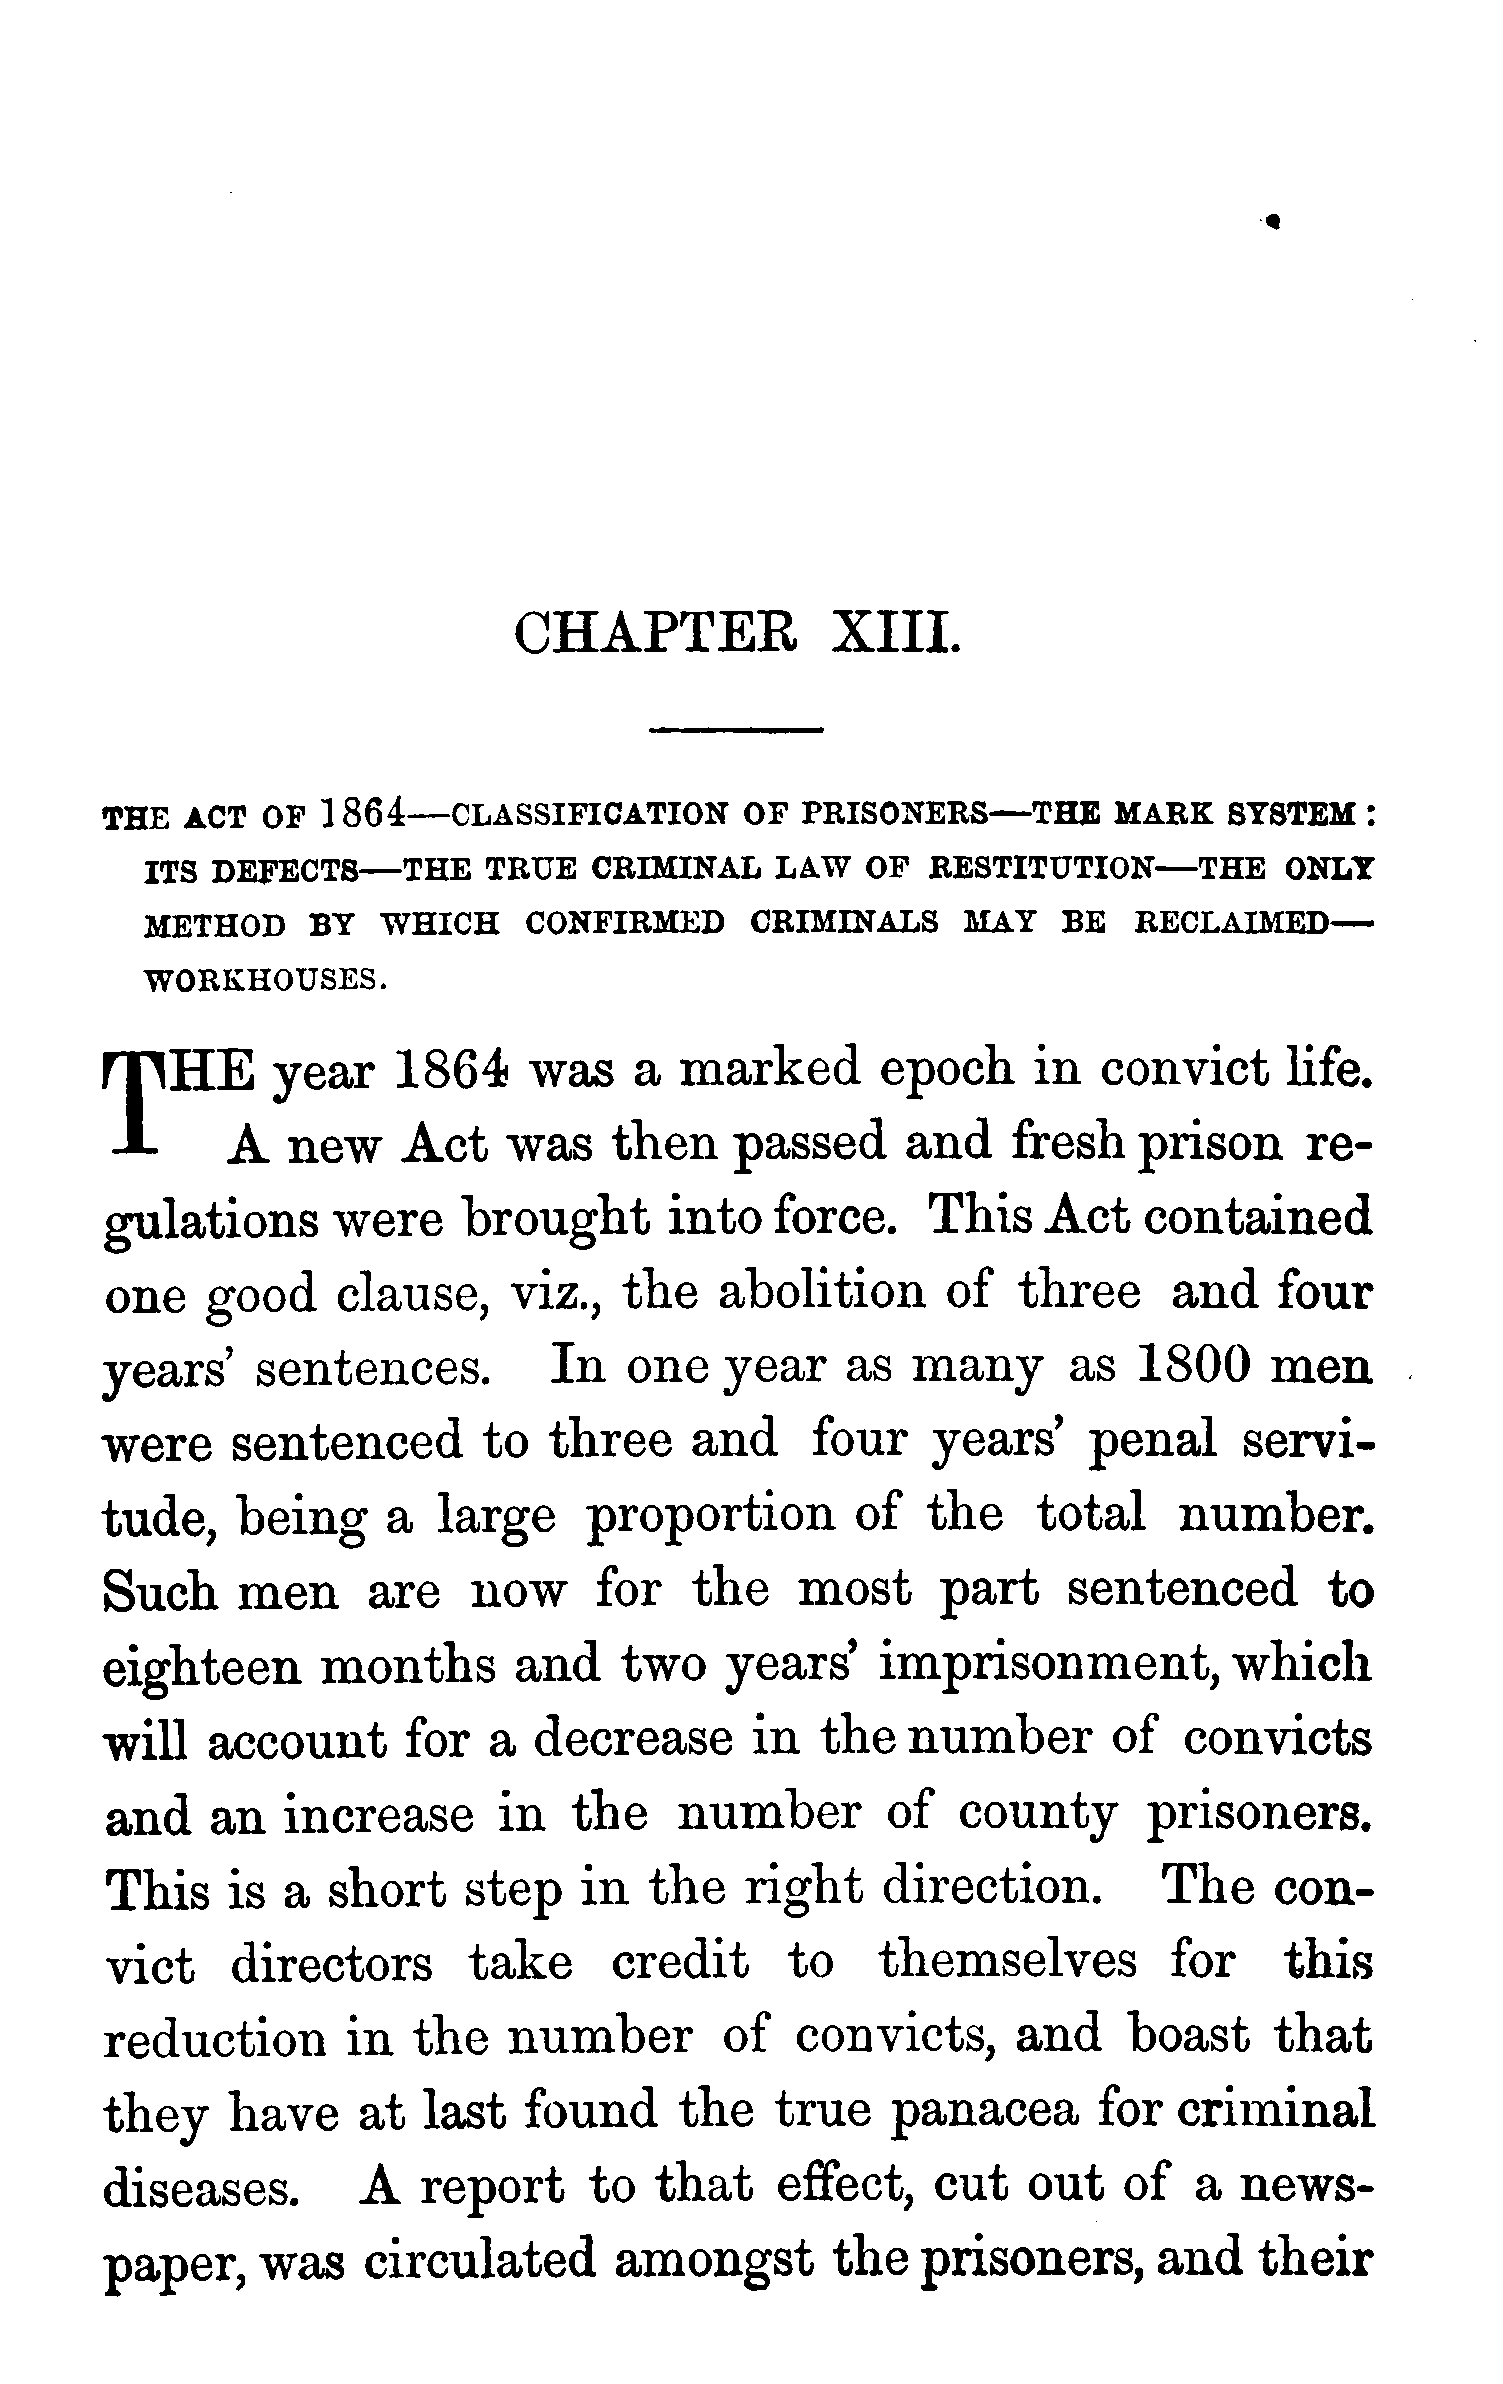 CHAPTER XIII.
THE ACT OF 1864—CLASSIFICATION OF PRISONERS—THE MARK SYSTEM:
ITS DEFECTS—THE TRUE CRIMINAL LAW OF RESTITUTION—THE ONLY
METHOD BY WHICH CONFIRMED CRIMINALS MAY BE RECLAIMED—
WORKHOUSES.
THE year 1864 was a marked epoch in convict life.
A new Act was then passed and fresh prison re-
gulations were brought into force. This Act contained
one good clause, viz., the abolition of three and four
years' sentences. In one year as many as 1800 men
were sentenced to three and four years' penal servi-
tude, being a large proportion of the total number.
Such men are now for the most part sentenced to
eighteen months and two years' imprisonment, which
will account for a decrease in the number of convicts
and an increase in the number of county prisoners.
This is a short step in the right direction. The con-
vict directors take credit to themselves for this
reduction in the number of convicts, and boast that
they have at last found the true panacea for criminal
diseases. A report to that effect, cut out of a news-
paper, was circulated amongst the prisoners, and their